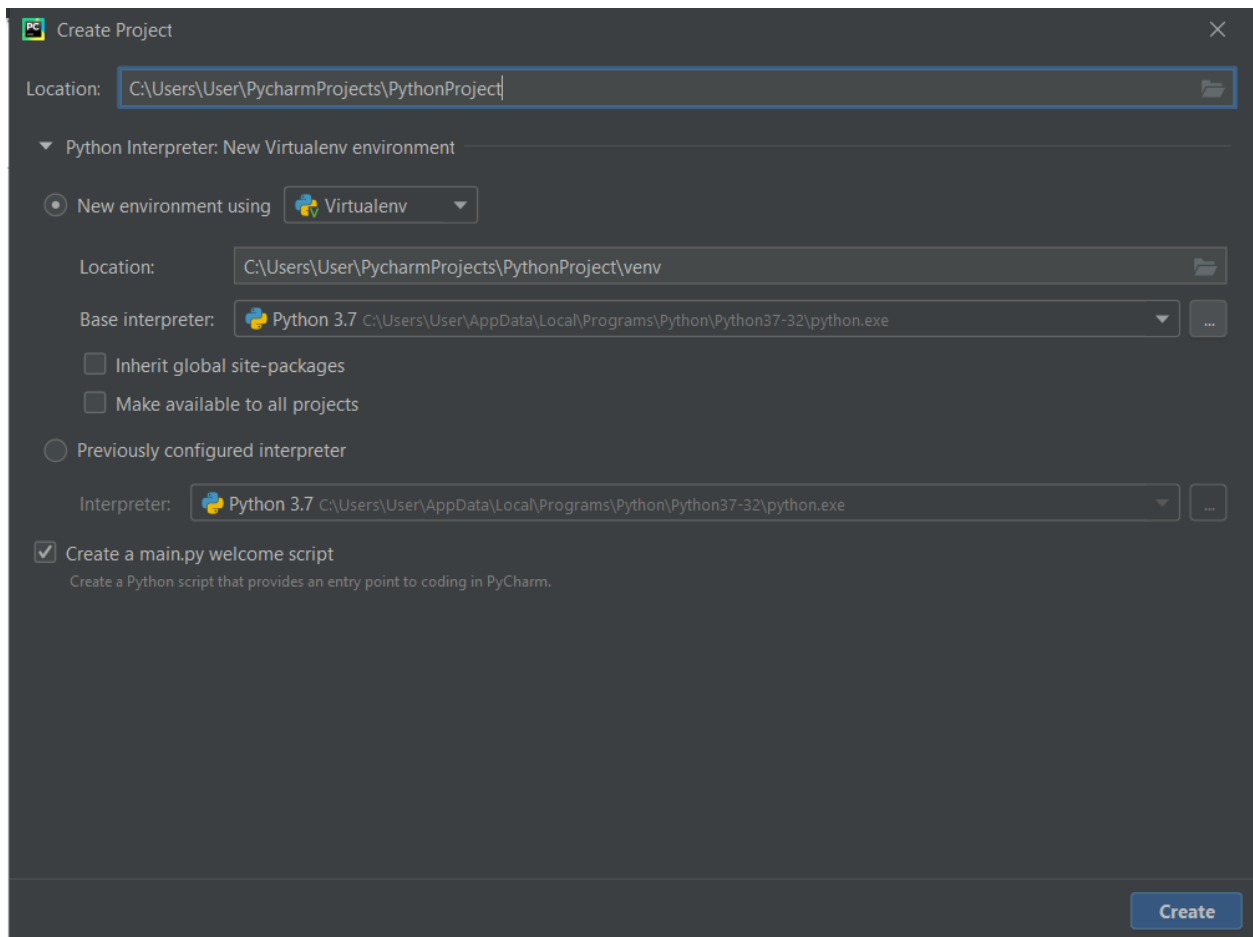 PC Create Project
Location: C:\Users\User\PycharmProjects\PythonProject
Python Interpreter: New Virtualenv environment
New environment using Virtualenv
Location: C:\Users\User\PycharmProjects\PythonProject\venv
Base interpreter: Python 3.7 C:\Users\User\AppData\Local\Programs\Python\Python37-32\python.exe ...
Inherit global site-packages
Make available to all projects
Previously configured interpreter
Interpreter: Python 3.7 C:\Users\User\AppData\Local\Programs\Python\Python37-32\python.exe ...
Create a main.py welcome script
Create a Python script that provides an entry point to coding in PyCharm.
Create